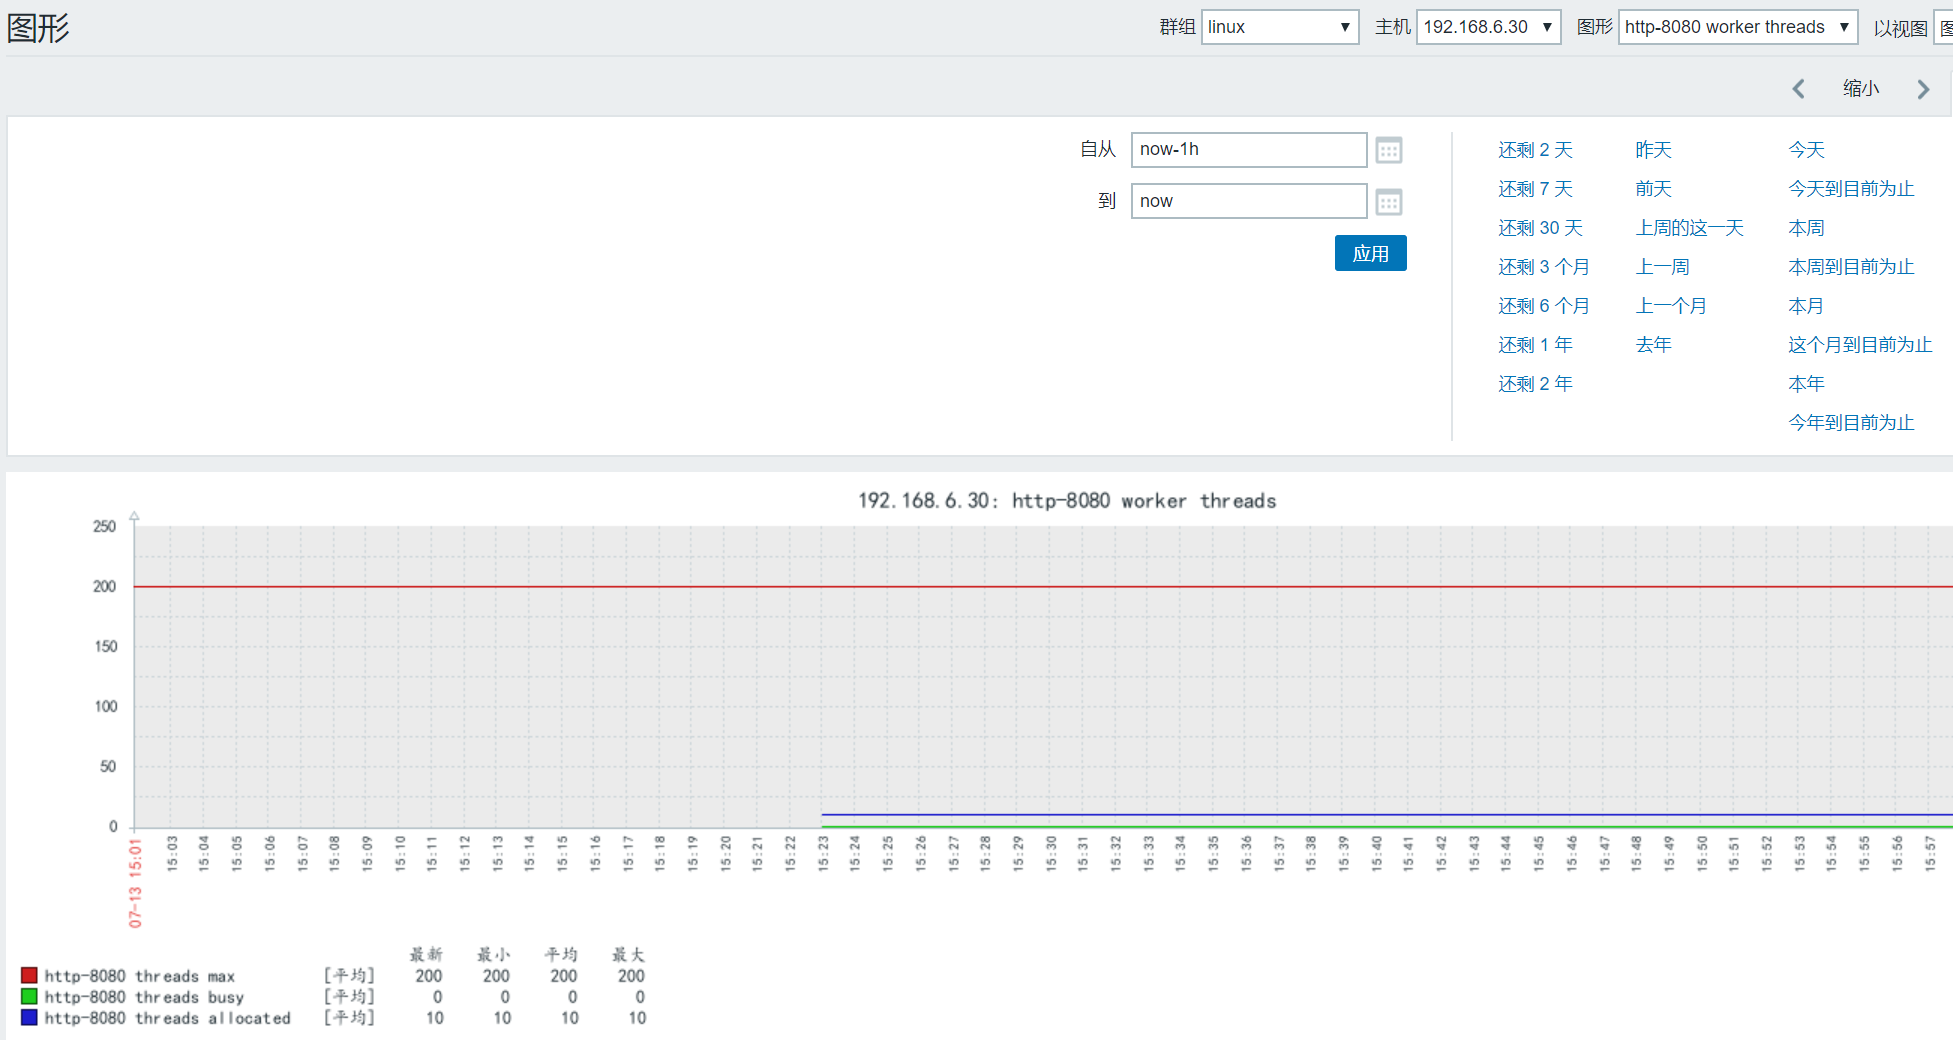 图形
群组 linux 主机 192.168.6.30 图形 http-8080 worker threads 以视图
缩小
自从 now-1h
到 now
应用
还剩 2 天 昨天 今天
还剩 7 天 前天 今天到目前为止
还剩 30 天 上周的这一天 本周
还剩 3 个月 上一周 本周到目前为止
还剩 6 个月 上一个月 本月
还剩 1 年 去年 这个月到目前为止
还剩 2 年 本年
今年到目前为止
192.168.6.30: http-8080 worker threads
250
200
150
100
50
0
07-13 15:01 15:03 15:04 15:05 15:06 15:07 15:08 15:09 15:10 15:11 15:12 15:13 15:14 15:15 15:16 15:17 15:18 15:19 15:20 15:21 15:22 15:23 15:24 15:25 15:26 15:27 15:28 15:29 15:30 15:31 15:32 15:33 15:34 15:35 15:36 15:37 15:38 15:39 15:40 15:41 15:42 15:43 15:44 15:45 15:46 15:47 15:48 15:49 15:50 15:51 15:52 15:53 15:54 15:55 15:56 15:57
最新 最小 平均 最大
http-8080 threads max [平均] 200 200 200 200
http-8080 threads busy [平均] 0 0 0 0
http-8080 threads allocated [平均] 10 10 10 10